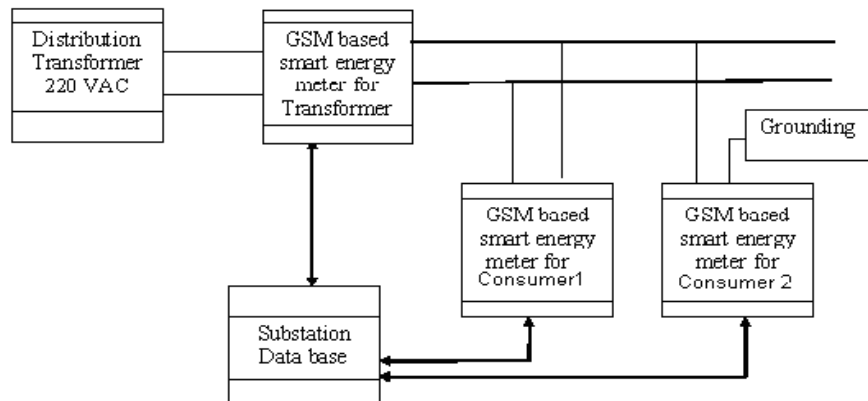 Distribution
Transformer
220 VAC
GSM based
smart energy
meter for
Transformer
Grounding
GSM based
smart energy
meter for
Consumer1
GSM based
smart energy
meter for
Consumer 2
Substation
Data base